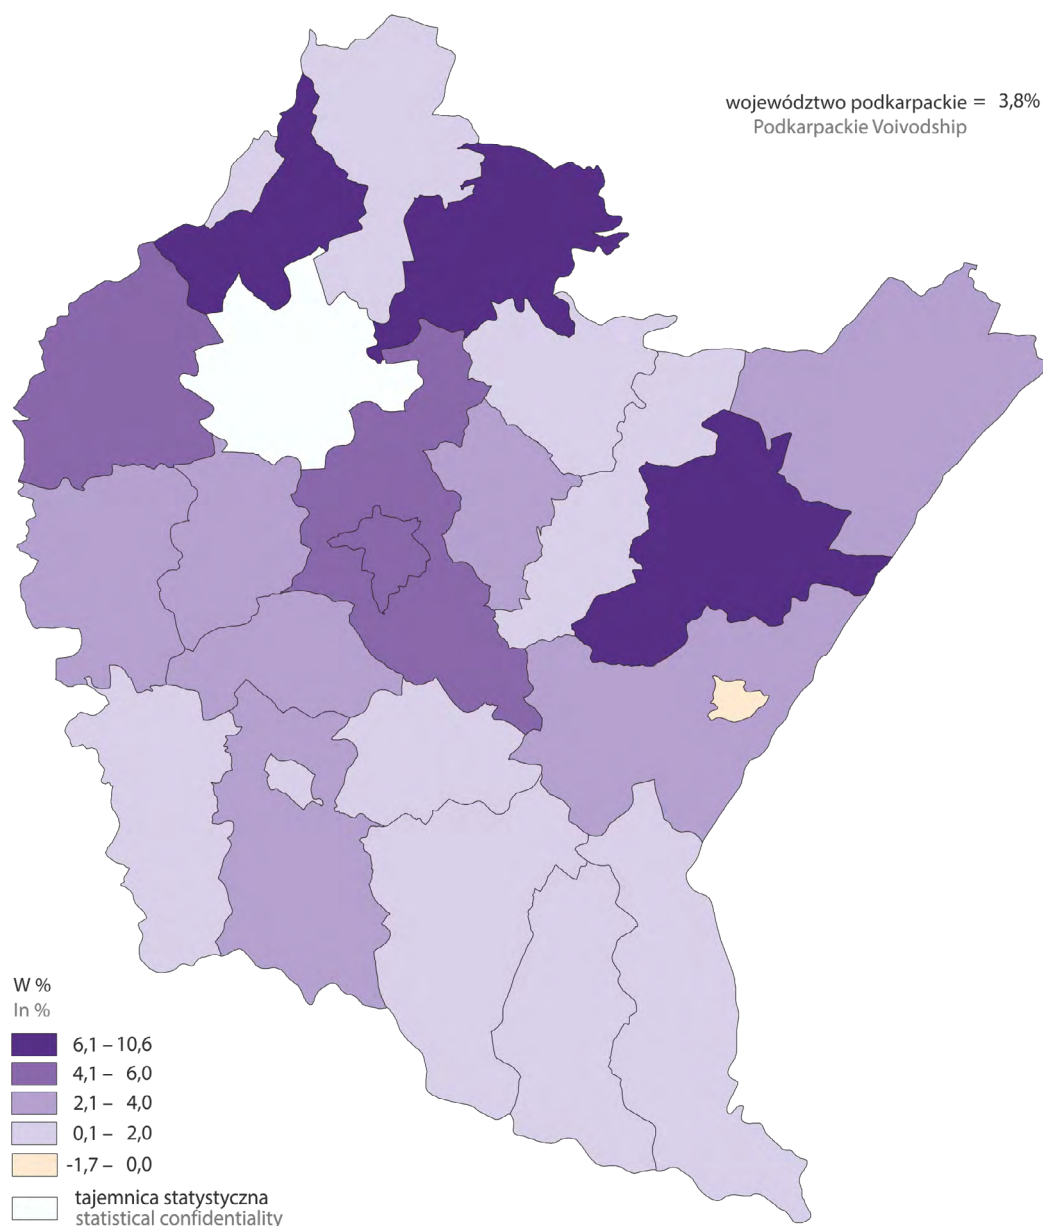 województwo podkarpackie = 3,8%
Podkarpackie Voivodship
W %
In %
6,1 – 10,6
4,1 – 6,0
2,1 – 4,0
0,1 – 2,0
-1,7 – 0,0
tajemnica statystyczna
statistical confidentiality